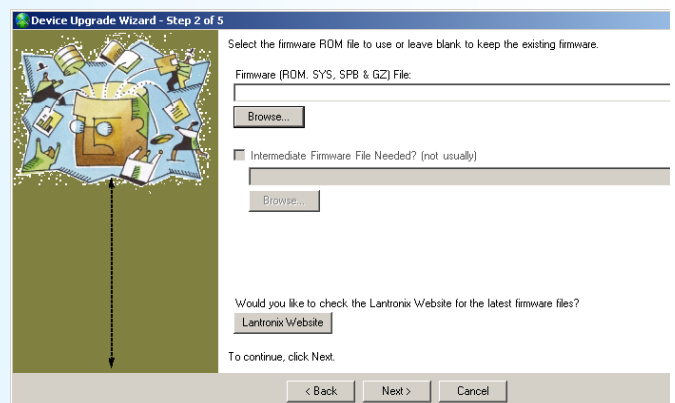 Device Upgrade Wizard - Step 2 of 5
Select the firmware ROM file to use or leave blank to keep the existing firmware.
Firmware (ROM. SYS, SPB & GZ) File:
Browse...
Intermediate Firmware File Needed? (not usually)
Browse...
Would you like to check the Lantronix Website for the latest firmware files?
Lantronix Website
To continue, click Next.
< Back Next > Cancel